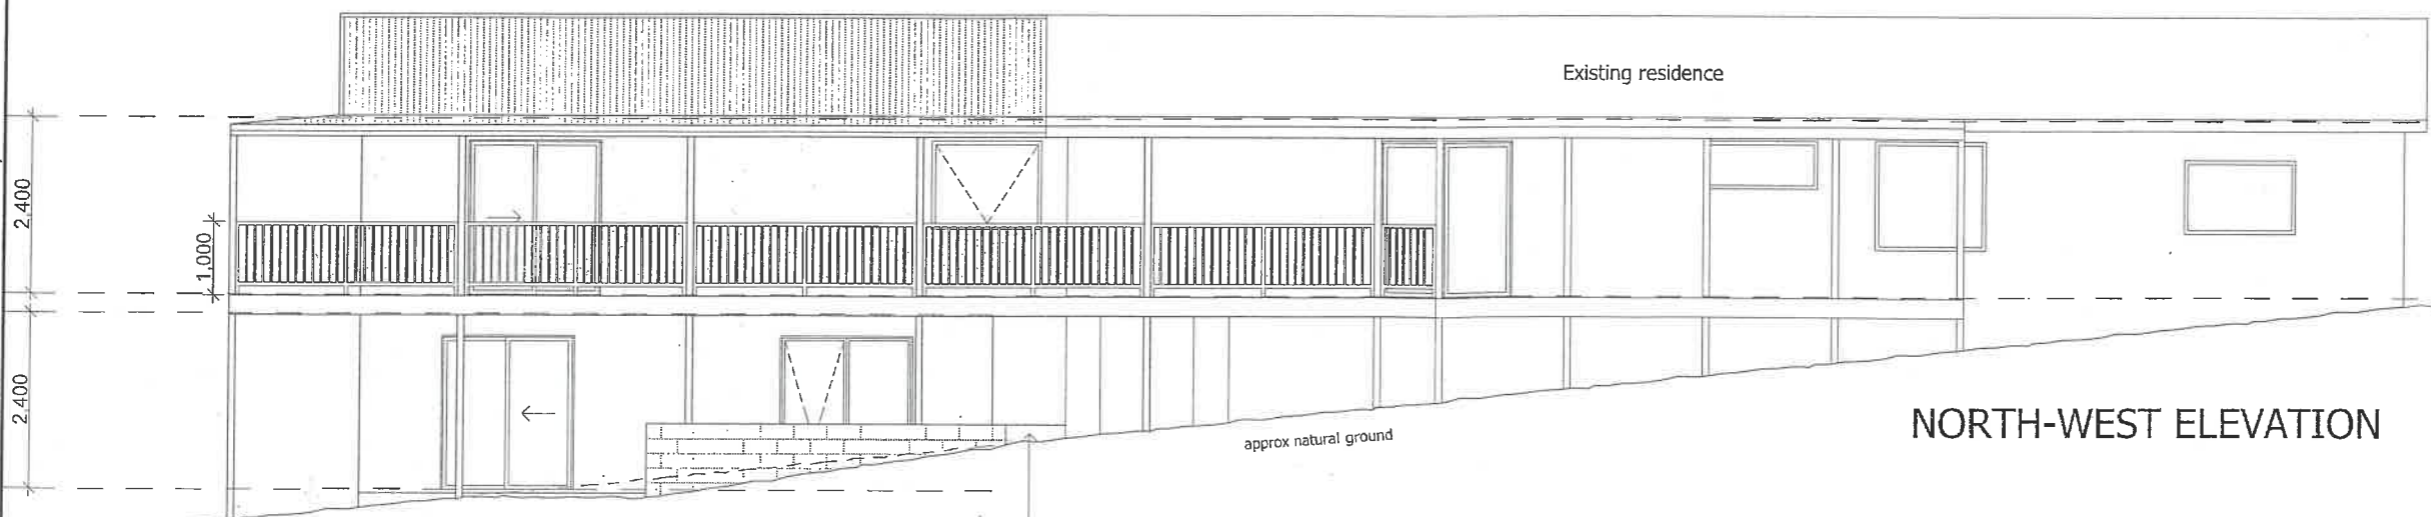 Existing residence
2,400
1,000
2,400
approx natural ground
NORTH-WEST ELEVATION